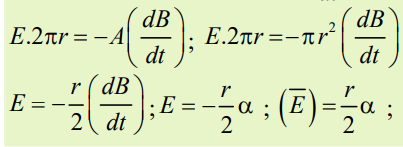 E.2πr = −A(dB/dt); E.2πr = −πr²(dB/dt)
E = −r/2(dB/dt); E = −r/2 α ; (E̅) = r/2 α ;